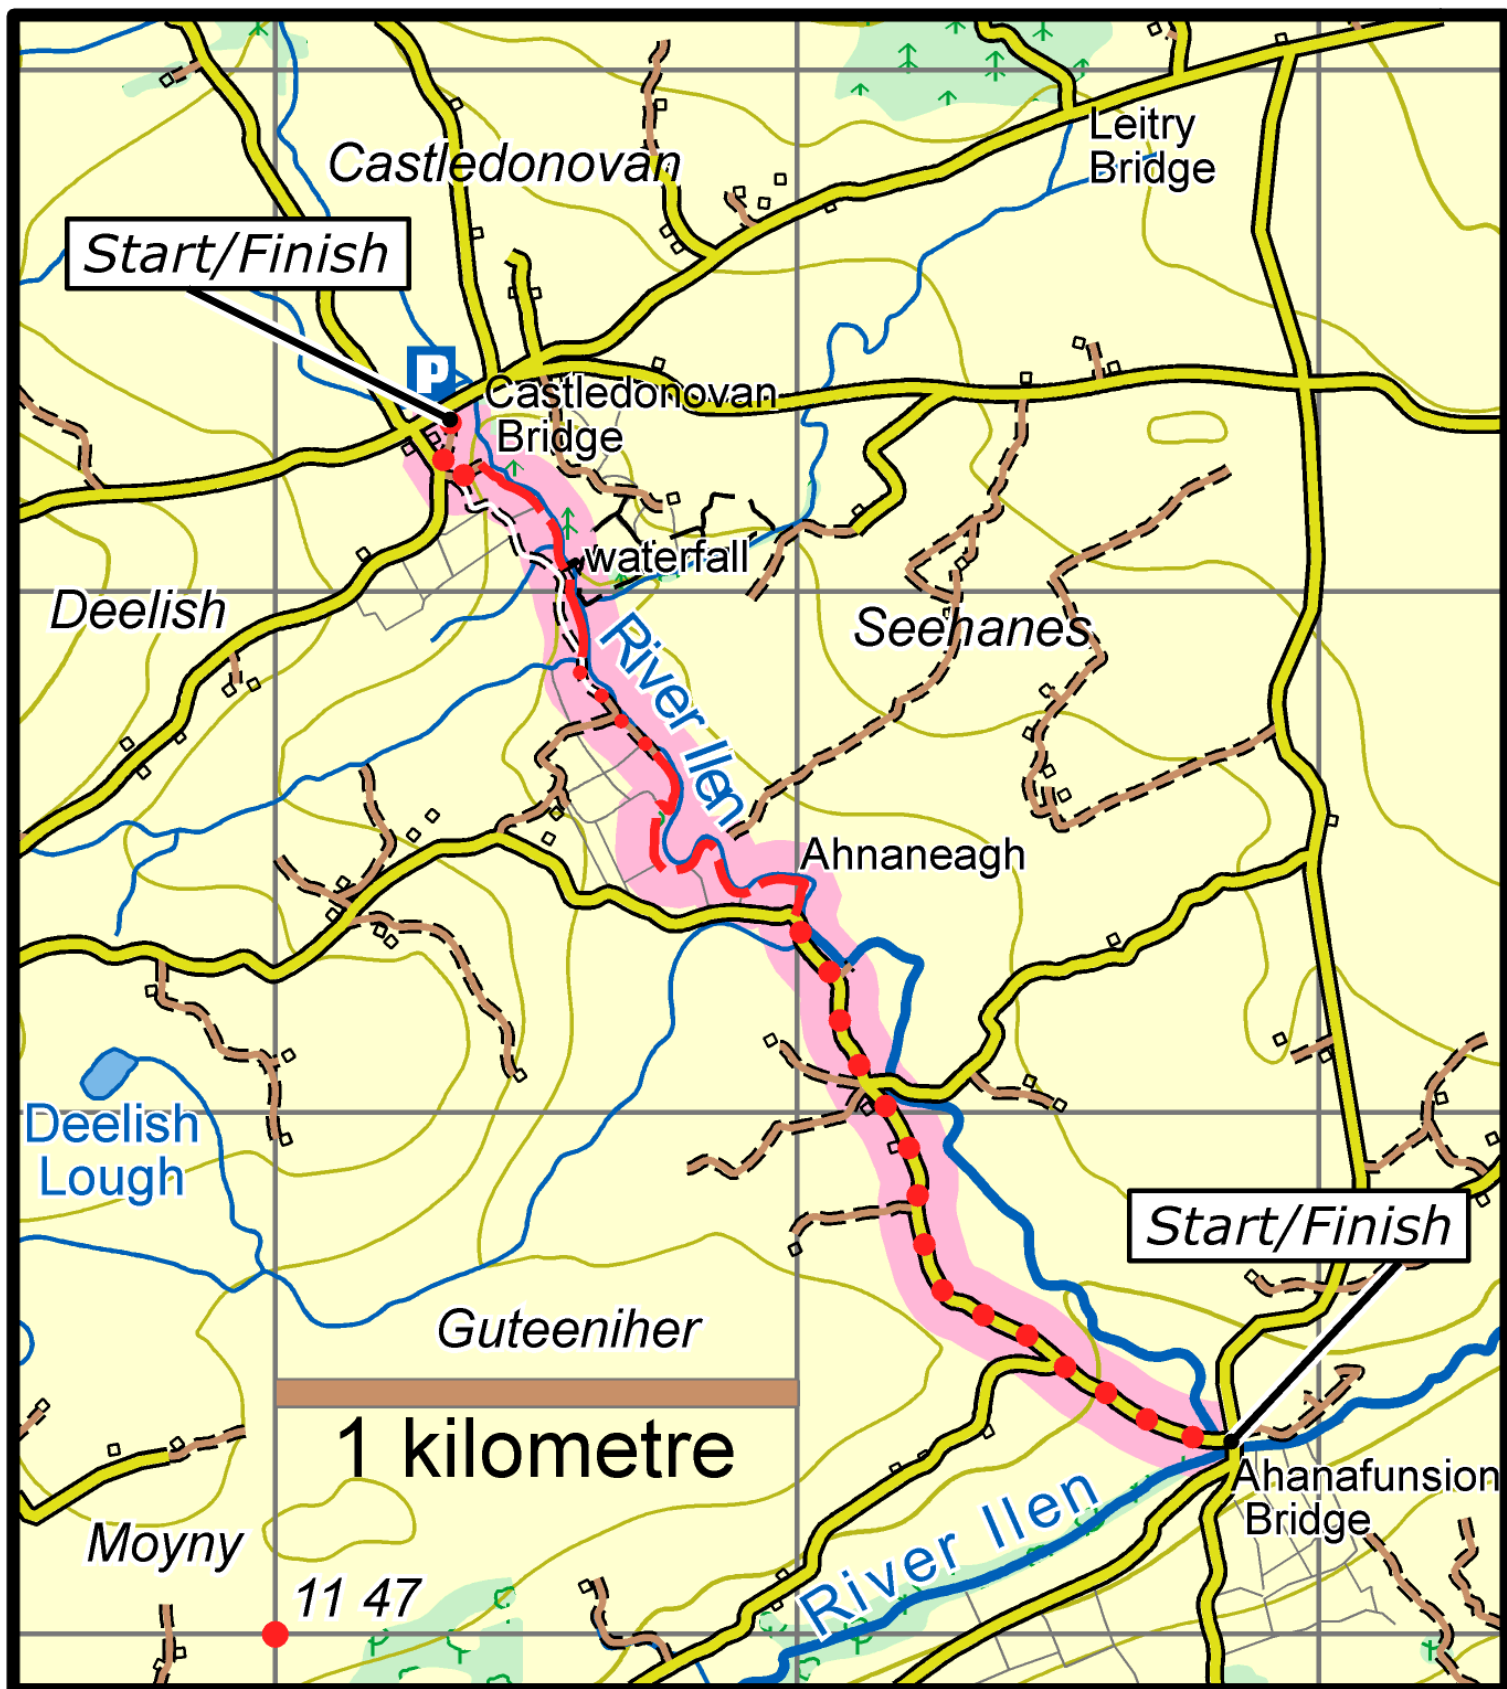 Leitry
Bridge
Castledonovan
Start/Finish
P
Castledonovan
Bridge
waterfall
Deelish
Seehanes
River Ilen
Ahnaneagh
Deelish
Lough
Start/Finish
Guteeniher
1 kilometre
Ahanafunsion
Bridge
River Ilen
Moyny
11 47